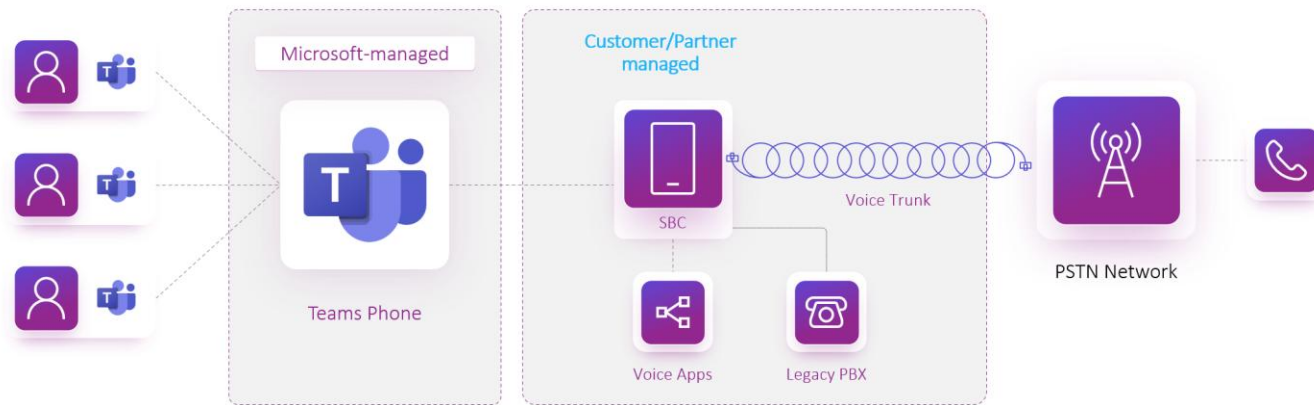 Microsoft-managed
Customer/Partner
managed
T
T
T
T
SBC
Voice Trunk
PSTN Network
Teams Phone
Voice Apps
Legacy PBX